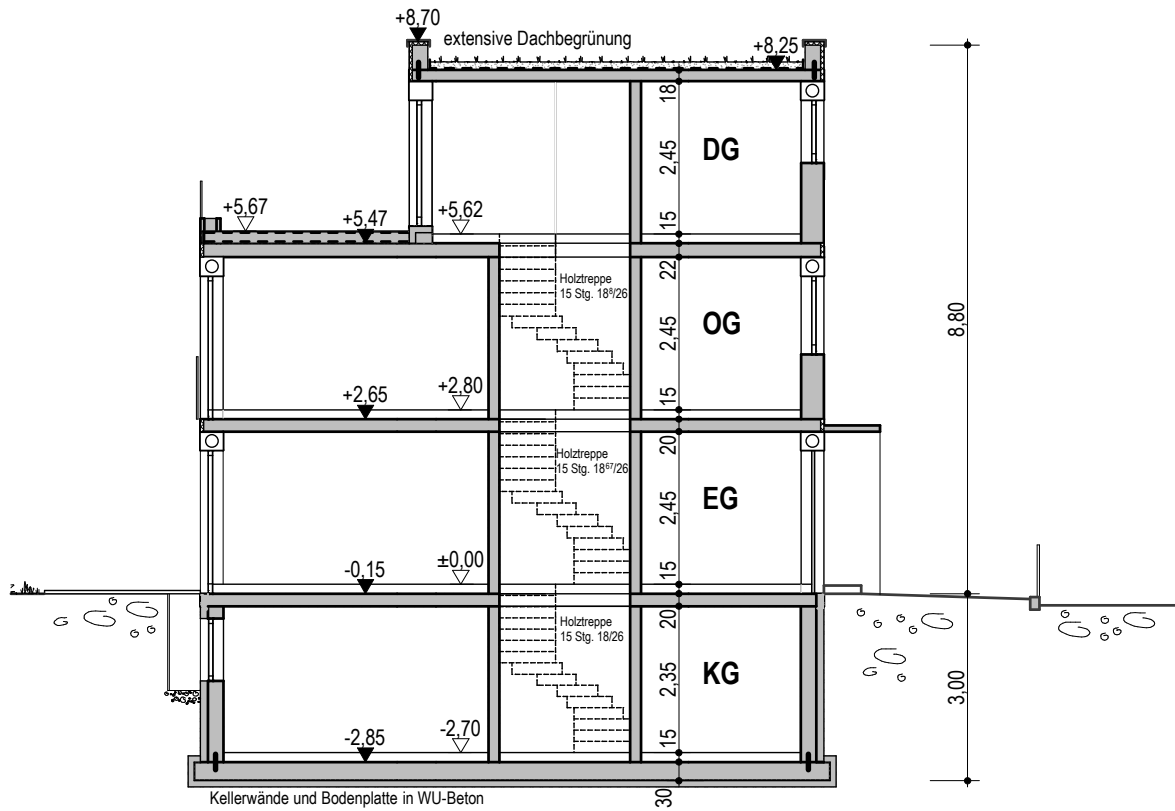 +8,70
extensive Dachbegrünung
+8,25
18
2,45
DG
15
+5,67
+5,47
+5,62
22
Holztreppe
15 Stg. 18⁸/26
2,45
OG
8,80
15
+2,65
+2,80
20
Holztreppe
15 Stg. 18⁶⁷/26
2,45
EG
15
-0,15
±0,00
20
Holztreppe
15 Stg. 18/26
2,35
KG
3,00
15
-2,85
-2,70
30
Kellerwände und Bodenplatte in WU-Beton